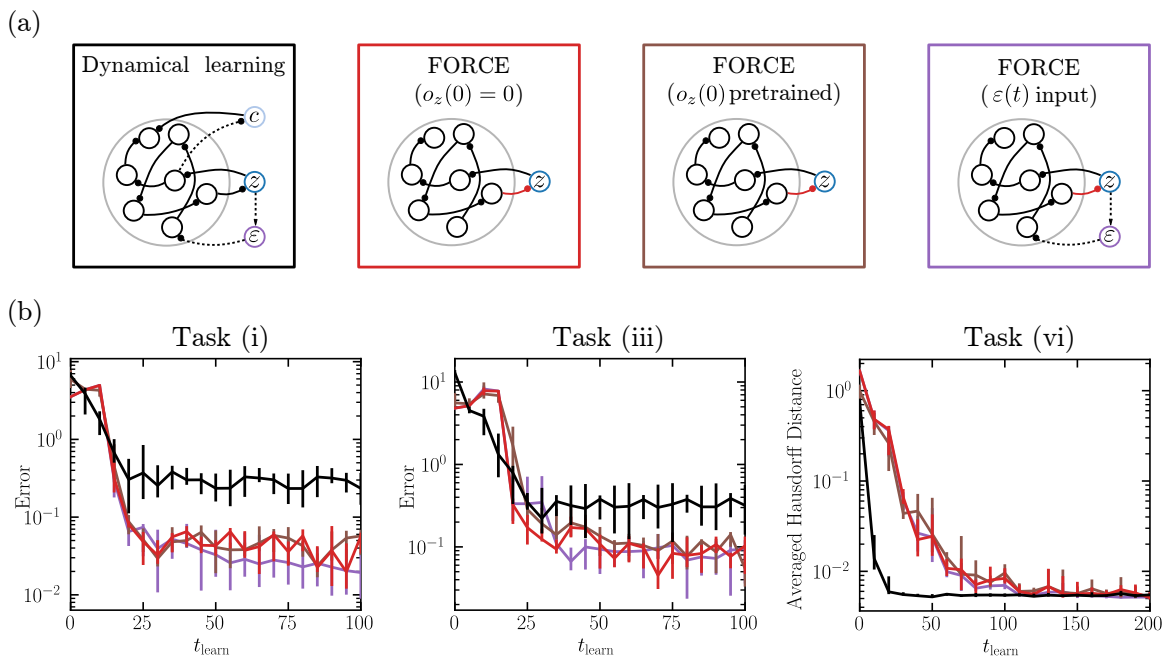 (a)
Dynamical learning
c
z
ε
FORCE
(o_z(0) = 0)
z
FORCE
(o_z(0) pretrained)
z
FORCE
(ε(t) input)
z
ε
(b)
Task (i)
Error
10^1
10^0
10^−1
10^−2
0 25 50 75 100
t_learn
Task (iii)
Error
10^1
10^0
10^−1
0 25 50 75 100
t_learn
Task (vi)
Averaged Hausdorff Distance
10^0
10^−1
10^−2
0 50 100 150 200
t_learn